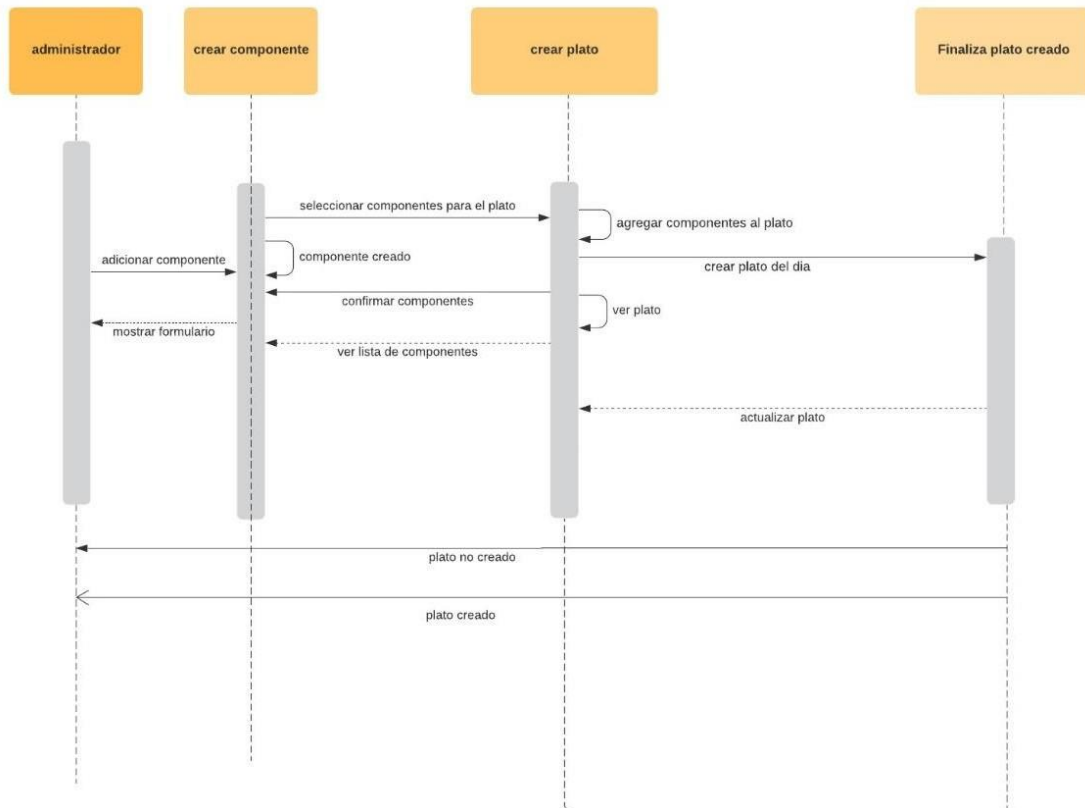 administrador
crear componente
crear plato
Finaliza plato creado
seleccionar componentes para el plato
agregar componentes al plato
componente creado
adicionar componente
crear plato del dia
confirmar componentes
ver plato
mostrar formulario
ver lista de componentes
actualizar plato
plato no creado
plato creado